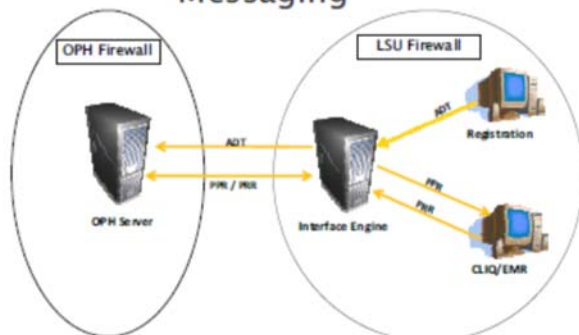 Messaging
OPH Firewall
LSU Firewall
ADT
Registration
ADT
PPR / PRR
OPH Server
Interface Engine
PPR
PRR
CLIQ/EMR